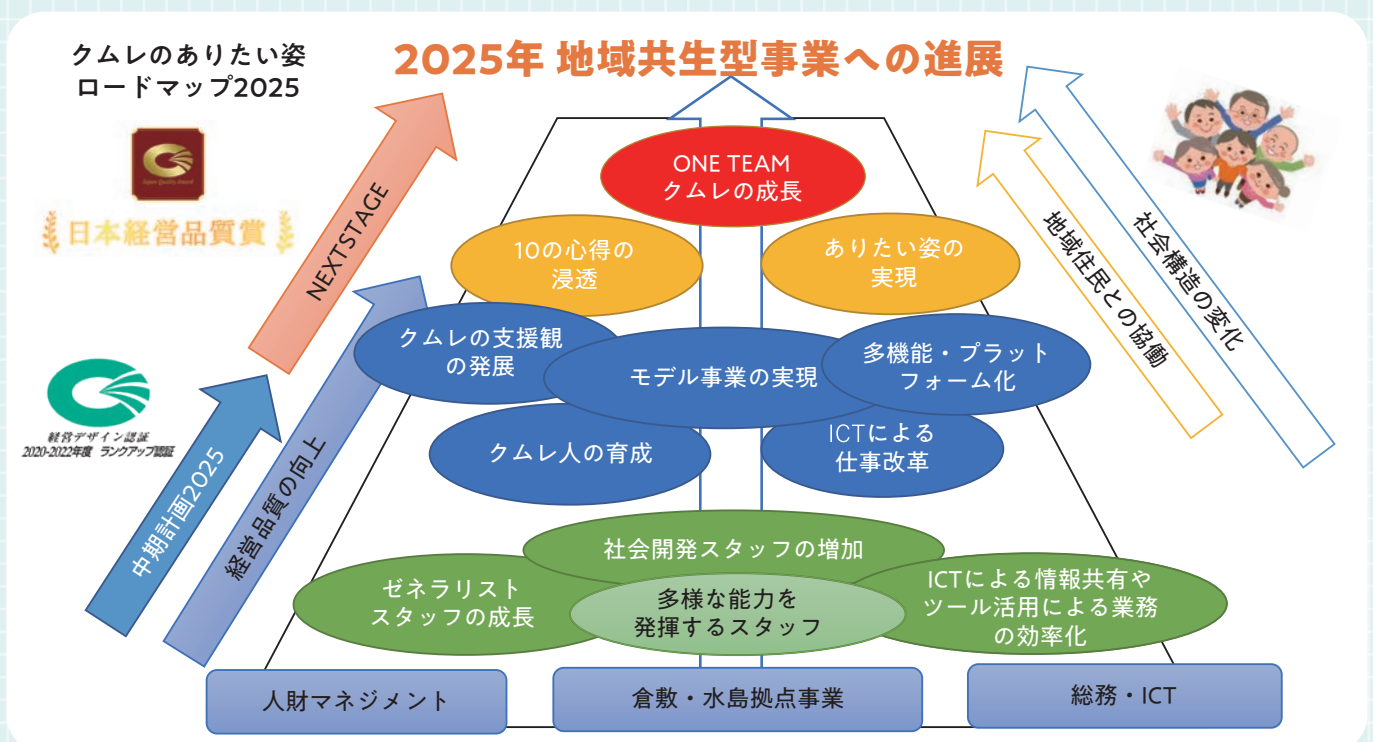 クムレのありたい姿
ロードマップ2025
2025年 地域共生型事業への進展
Japan Quality Award
日本経営品質賞
NEXTSTAGE
ONE TEAM
クムレの成長
10の心得の
浸透
ありたい姿の
実現
地域住民との協働
社会構造の変化
クムレの支援観
の発展
モデル事業の実現
多機能・プラット
フォーム化
経営デザイン認証
2020-2022年度 ランクアップ認証
クムレ人の育成
ICTによる
仕事改革
中期計画2025
経営品質の向上
社会開発スタッフの増加
ゼネラリスト
スタッフの成長
多様な能力を
発揮するスタッフ
ICTによる情報共有や
ツール活用による業務
の効率化
人財マネジメント
倉敷・水島拠点事業
総務・ICT